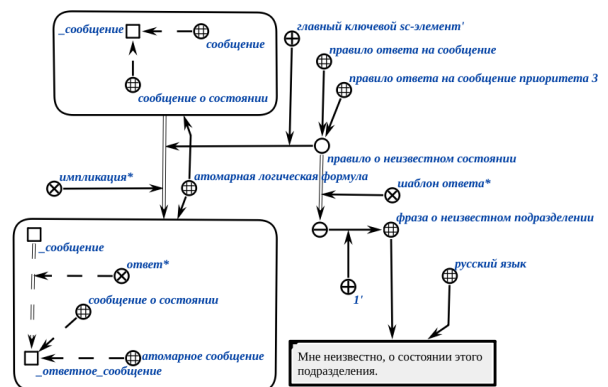 _сообщение
сообщение
сообщение о состоянии
главный ключевой sc-элемент'
правило ответа на сообщение
правило ответа на сообщение приоритета 3
правило о неизвестном состоянии
импликация*
атомарная логическая формула
шаблон ответа*
фраза о неизвестном подразделении
_сообщение
ответ*
сообщение о состоянии
русский язык
1'
атомарное сообщение
_ответное_сообщение
Мне неизвестно, о состоянии этого
подразделения.